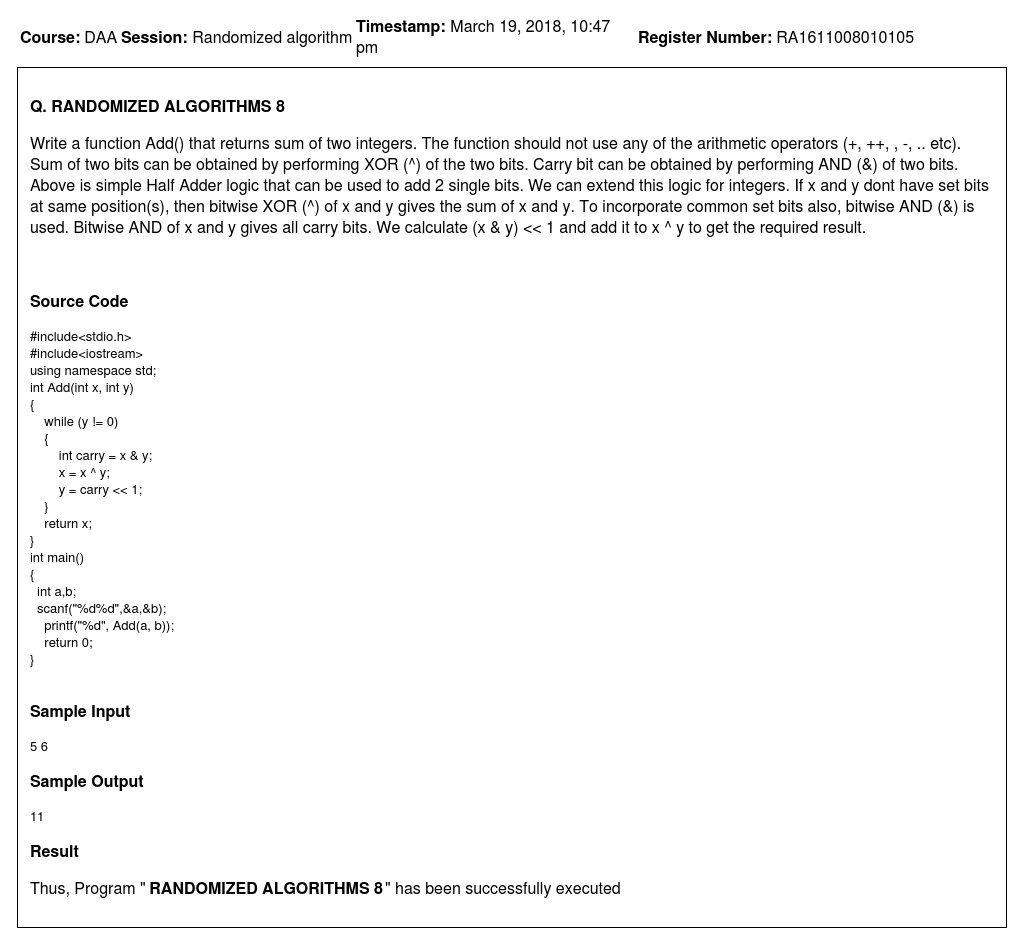 Course: DAA Session: Randomized algorithm Timestamp: March 19, 2018, 10:47
pm Register Number: RA1611008010105
Q. RANDOMIZED ALGORITHMS 8
Write a function Add() that returns sum of two integers. The function should not use any of the arithmetic operators (+, ++, , -, .. etc).
Sum of two bits can be obtained by performing XOR (^) of the two bits. Carry bit can be obtained by performing AND (&) of two bits.
Above is simple Half Adder logic that can be used to add 2 single bits. We can extend this logic for integers. If x and y dont have set bits
at same position(s), then bitwise XOR (^) of x and y gives the sum of x and y. To incorporate common set bits also, bitwise AND (&) is
used. Bitwise AND of x and y gives all carry bits. We calculate (x & y) << 1 and add it to x ^ y to get the required result.
Source Code
#include<stdio.h>
#include<iostream>
using namespace std;
int Add(int x, int y)
{
    while (y != 0)
    {
        int carry = x & y;
        x = x ^ y;
        y = carry << 1;
    }
    return x;
}
int main()
{
  int a,b;
  scanf("%d%d",&a,&b);
    printf("%d", Add(a, b));
    return 0;
}
Sample Input
5 6
Sample Output
11
Result
Thus, Program " RANDOMIZED ALGORITHMS 8" has been successfully executed